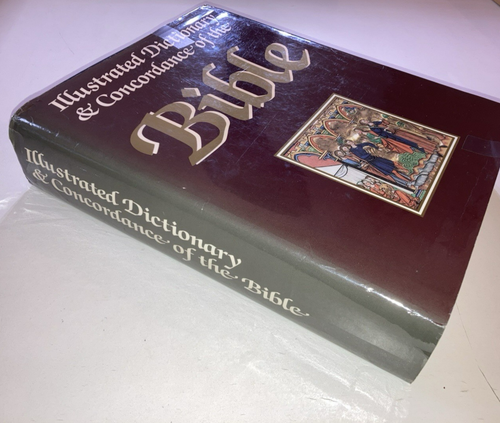 Illustrated Dictionary
& Concordance of the
Bible
Illustrated Dictionary
& Concordance of the Bible